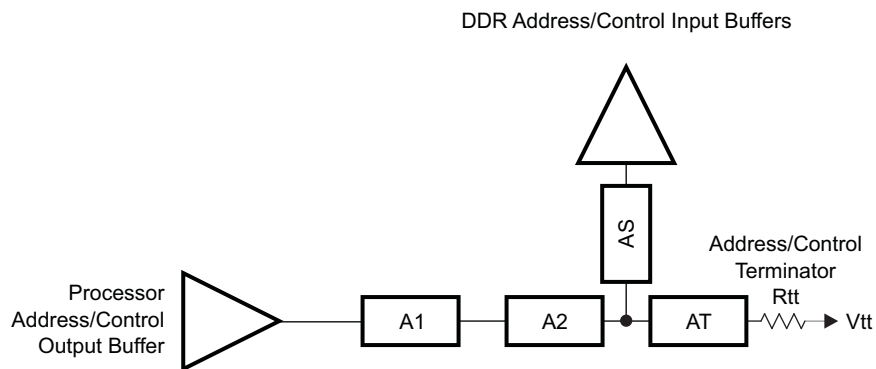 DDR Address/Control Input Buffers
AS
Address/Control
Terminator
Rtt
Processor
Address/Control
Output Buffer
A1
A2
AT
Vtt